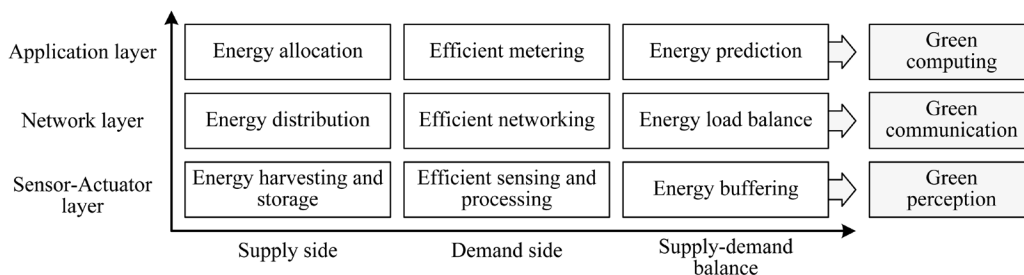 Application layer
Energy allocation
Efficient metering
Energy prediction
Green
computing
Network layer
Energy distribution
Efficient networking
Energy load balance
Green
communication
Sensor-Actuator
layer
Energy harvesting and
storage
Efficient sensing and
processing
Energy buffering
Green
perception
Supply side
Demand side
Supply-demand
balance